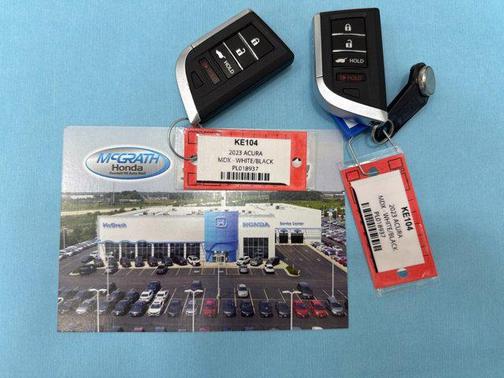 HOLD
HOLD
McGRATH
Honda
KE104
2023 ACURA
MDX - WHITE/BLACK
PL018937
KE104
2023 ACURA
MDX - WHITE/BLACK
PL018937
McGrath
HONDA
Service Center